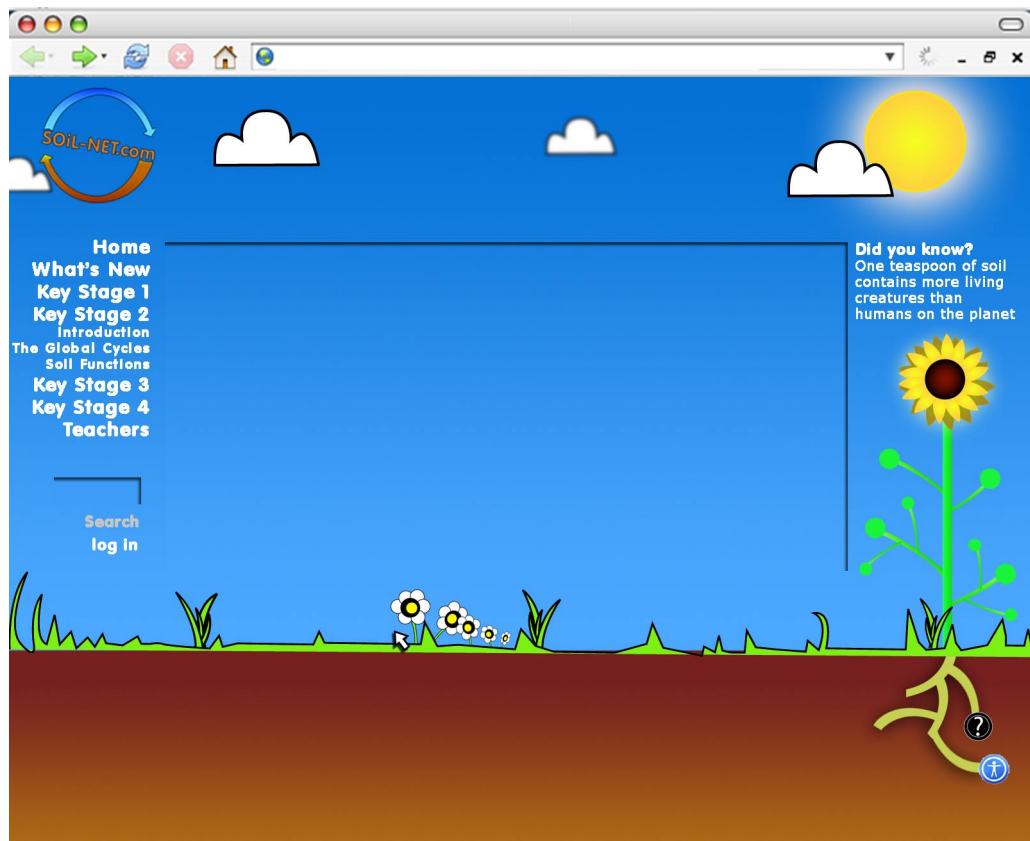 SOiL-NET.com
Home
What's New
Key Stage 1
Key Stage 2
Introduction
The Global Cycles
Soil Functions
Key Stage 3
Key Stage 4
Teachers
Search
log in
Did you know?
One teaspoon of soil
contains more living
creatures than
humans on the planet
?